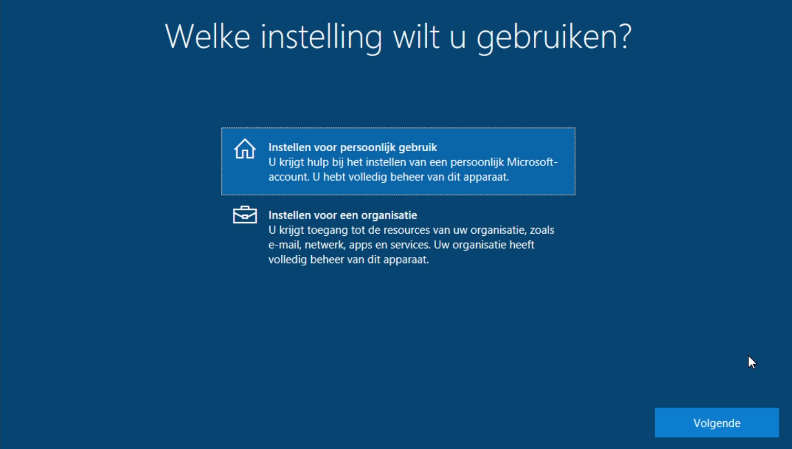 Welke instelling wilt u gebruiken?
Instellen voor persoonlijk gebruik
U krijgt hulp bij het instellen van een persoonlijk Microsoft-
account. U hebt volledig beheer van dit apparaat.
Instellen voor een organisatie
U krijgt toegang tot de resources van uw organisatie, zoals
e-mail, netwerk, apps en services. Uw organisatie heeft
volledig beheer van dit apparaat.
Volgende